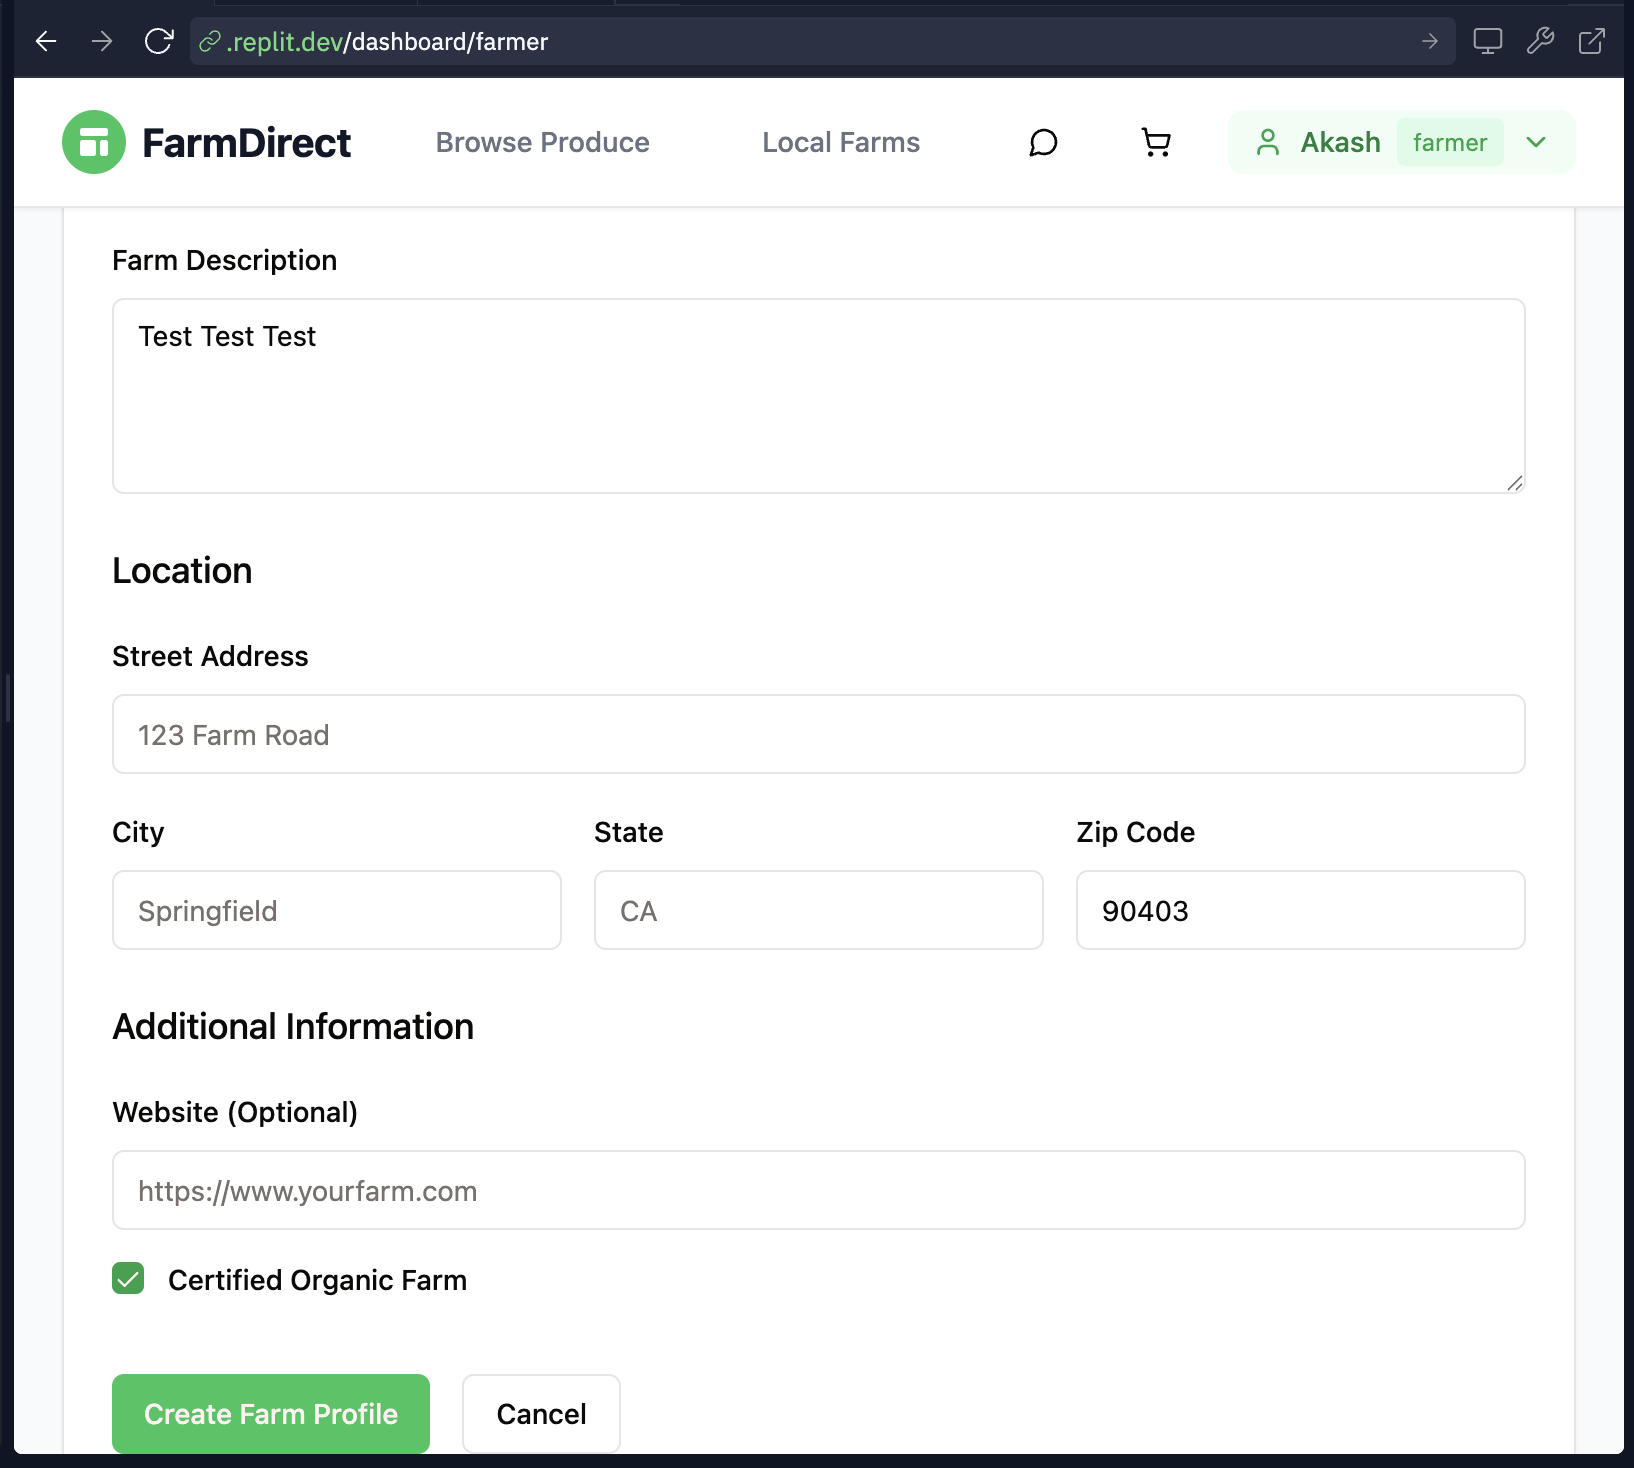 .replit.dev/dashboard/farmer
FarmDirect
Browse Produce
Local Farms
Akash
farmer
Farm Description
Test Test Test
Location
Street Address
123 Farm Road
City
State
Zip Code
Springfield
CA
90403
Additional Information
Website (Optional)
https://www.yourfarm.com
Certified Organic Farm
Create Farm Profile
Cancel